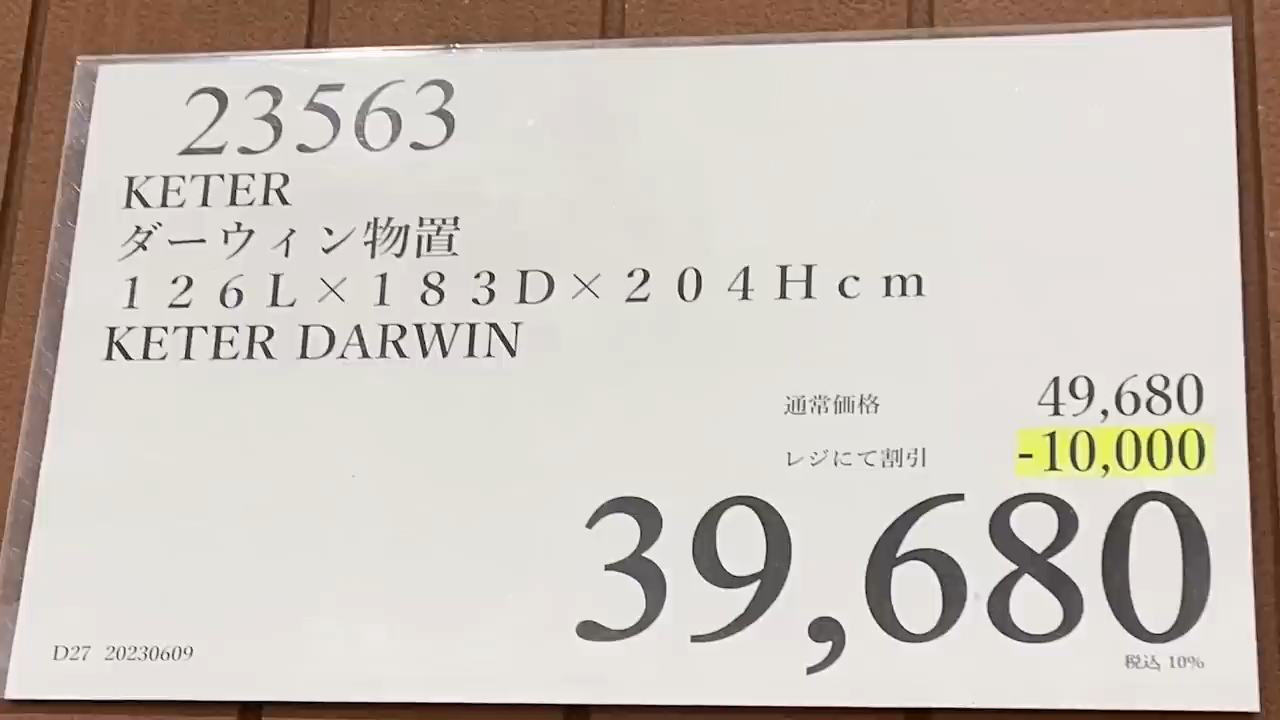 23563
KETER
ダーウィン物置
１２６Ｌ×１８３Ｄ×２０４Ｈｃｍ
KETER DARWIN
通常価格 49,680
レジにて割引 -10,000
39,680
税込 10%
D27 20230609